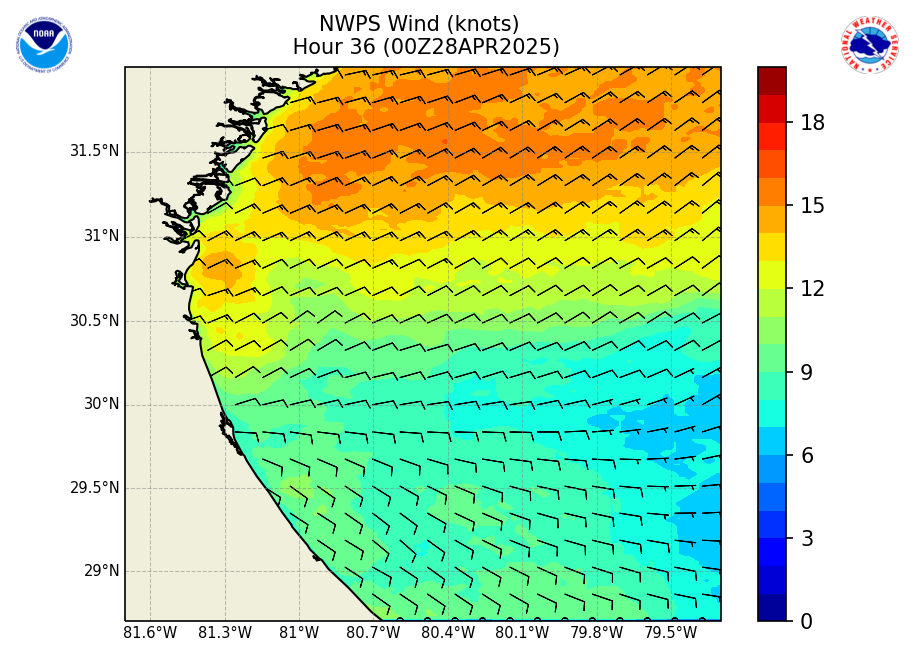 NWPS Wind (knots)
Hour 36 (00Z28APR2025)
NOAA
NATIONAL WEATHER SERVICE
31.5°N
31°N
30.5°N
30°N
29.5°N
29°N
81.6°W 81.3°W 81°W 80.7°W 80.4°W 80.1°W 79.8°W 79.5°W
18
15
12
9
6
3
0